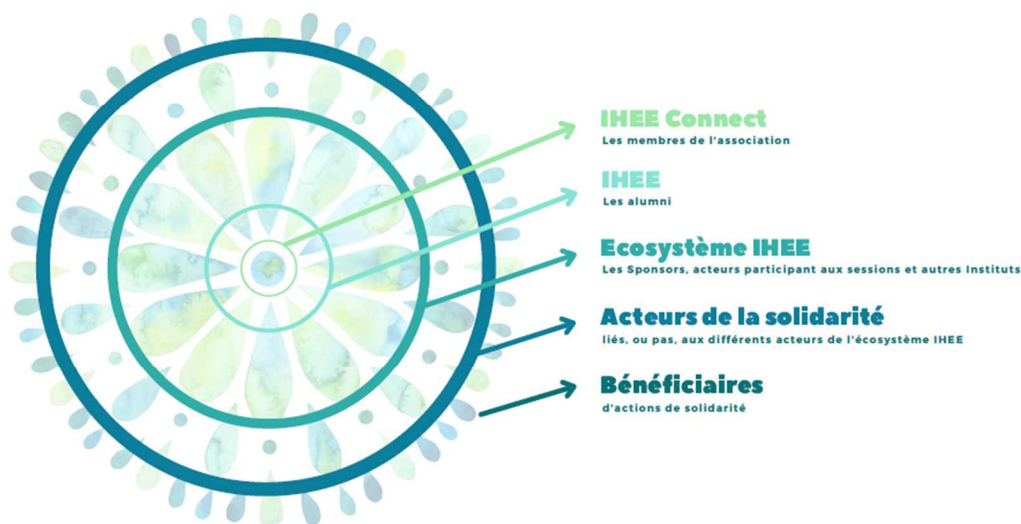 IHEE Connect
Les membres de l'association
IHEE
Les alumni
Ecosystème IHEE
Les Sponsors, acteurs participant aux sessions et autres Instituts
Acteurs de la solidarité
liés, ou pas, aux différents acteurs de l'écosystème IHEE
Bénéficiaires
d'actions de solidarité